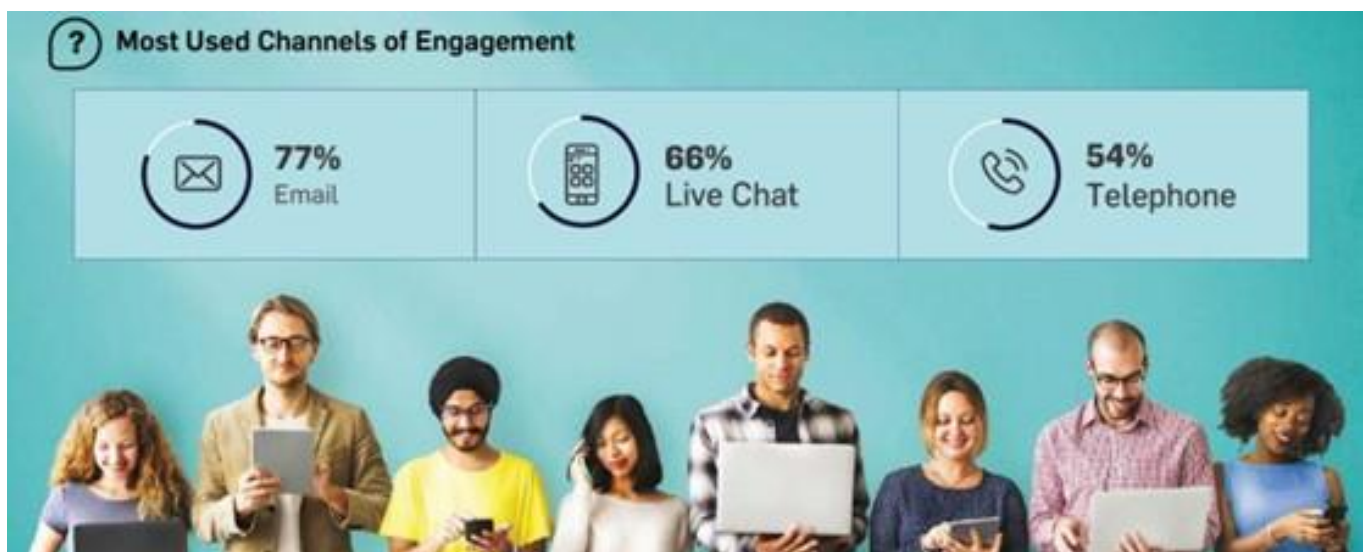 ? Most Used Channels of Engagement
77%
Email
66%
Live Chat
54%
Telephone